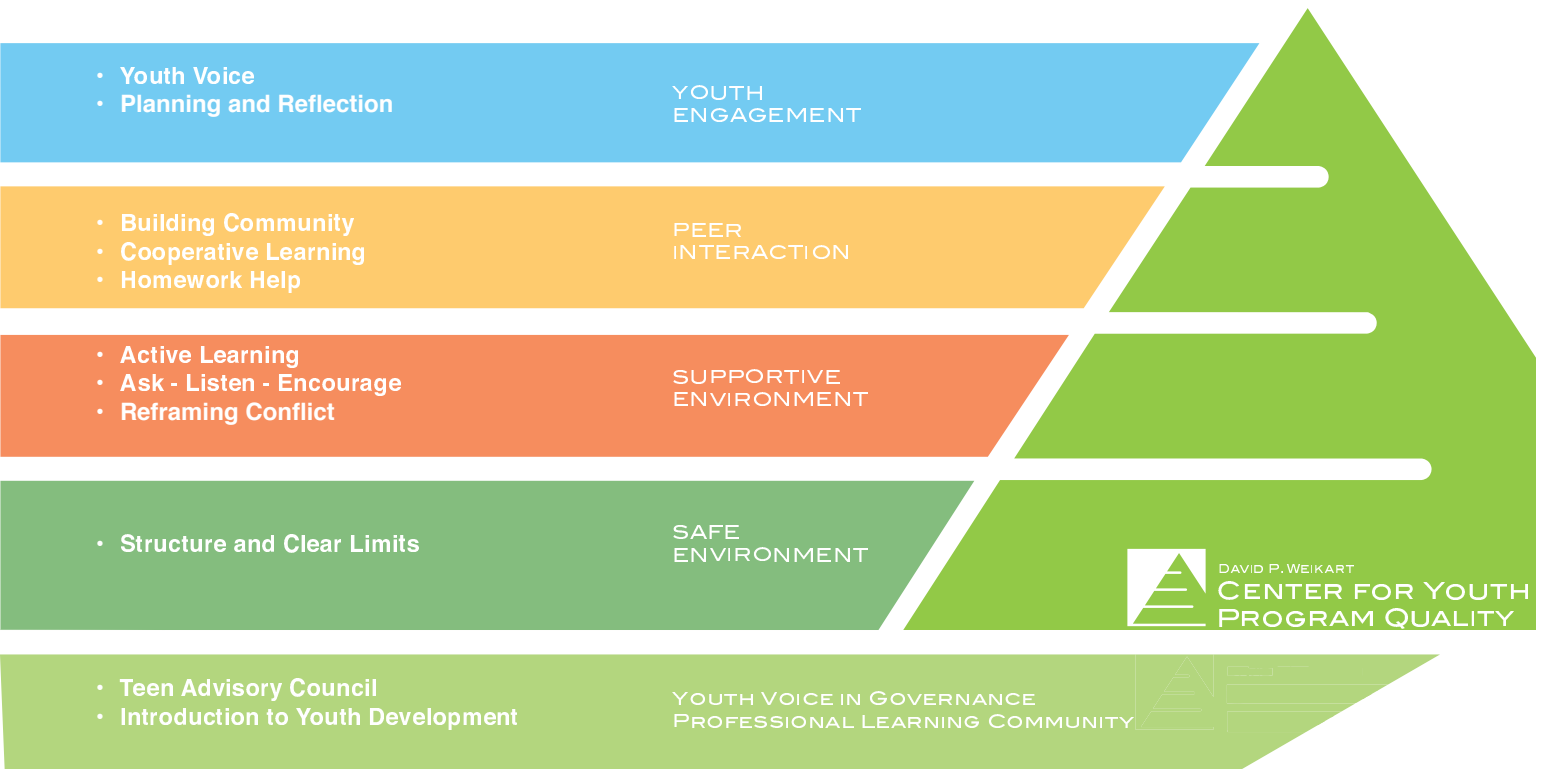 • Youth Voice
• Planning and Reflection
YOUTH
ENGAGEMENT
• Building Community
• Cooperative Learning
• Homework Help
PEER
INTERACTION
• Active Learning
• Ask - Listen - Encourage
• Reframing Conflict
SUPPORTIVE
ENVIRONMENT
• Structure and Clear Limits
SAFE
ENVIRONMENT
DAVID P. WEIKART
CENTER FOR YOUTH
PROGRAM QUALITY
• Teen Advisory Council
• Introduction to Youth Development
YOUTH VOICE IN GOVERNANCE
PROFESSIONAL LEARNING COMMUNITY